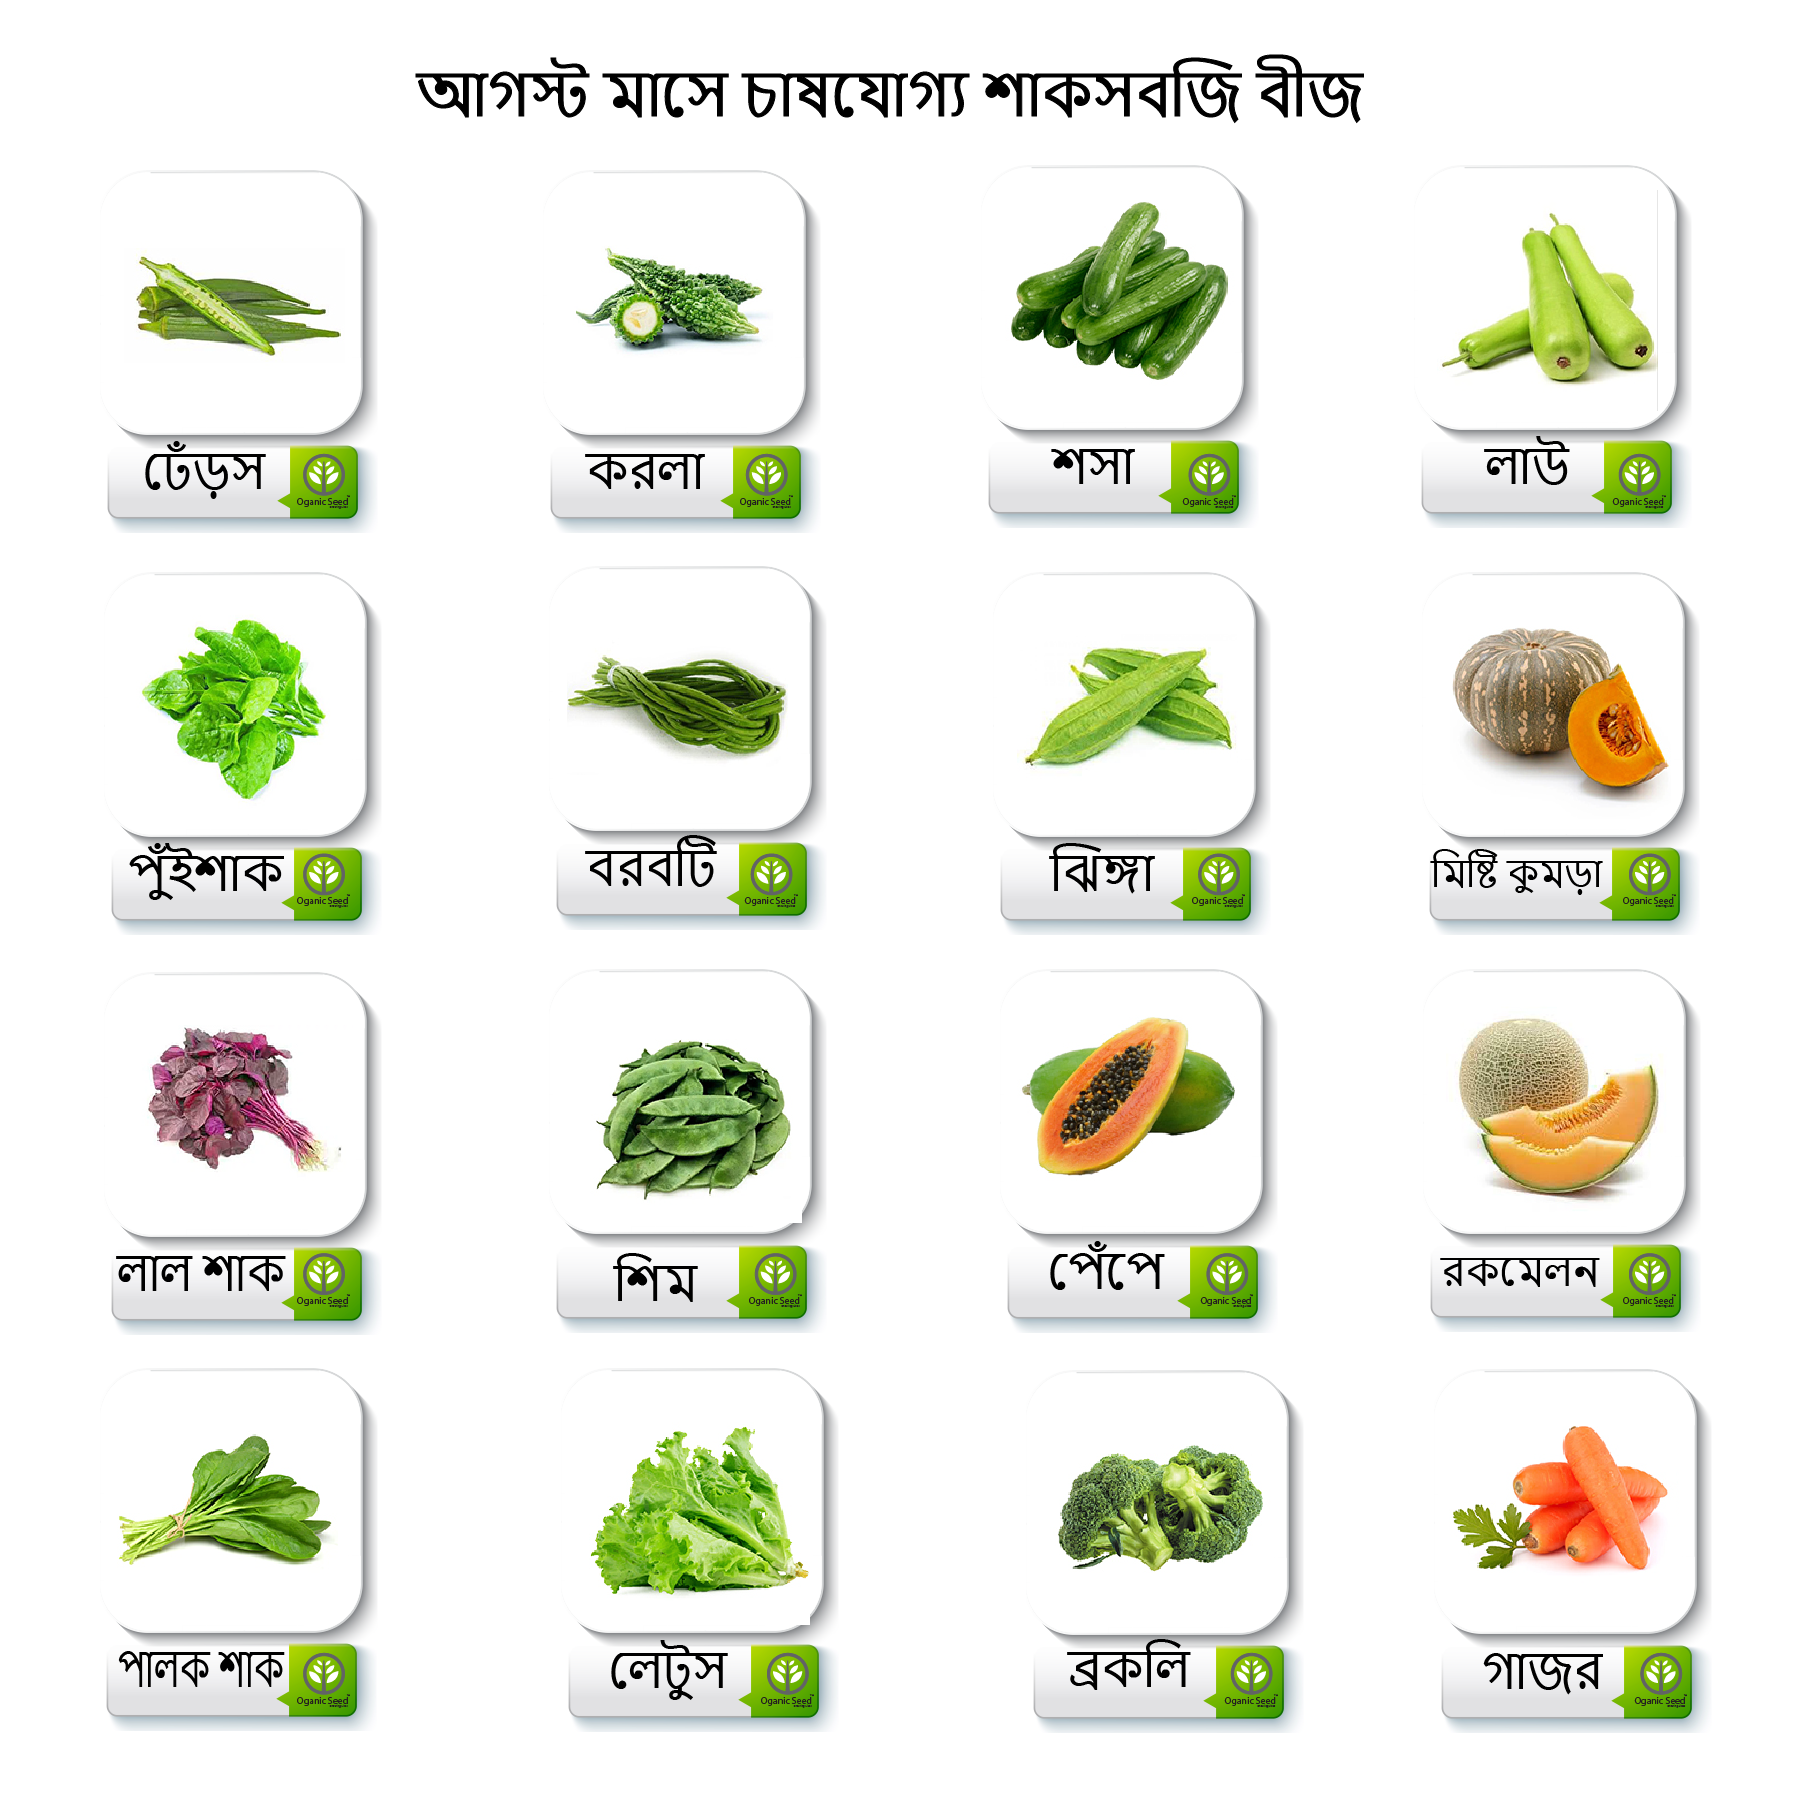 আগস্ট মাসে চাষযোগ্য শাকসবজি বীজ
ঢেঁড়স
Oganic Seed
করলা
Oganic Seed
শসা
Oganic Seed
লাউ
Oganic Seed
পুঁইশাক
Oganic Seed
বরবটি
Oganic Seed
ঝিঙ্গা
Oganic Seed
মিষ্টি কুমড়া
Oganic Seed
লাল শাক
Oganic Seed
শিম
Oganic Seed
পেঁপে
Oganic Seed
রকমেলন
Oganic Seed
পালক শাক
Oganic Seed
লেটুস
Oganic Seed
ব্রকলি
Oganic Seed
গাজর
Oganic Seed